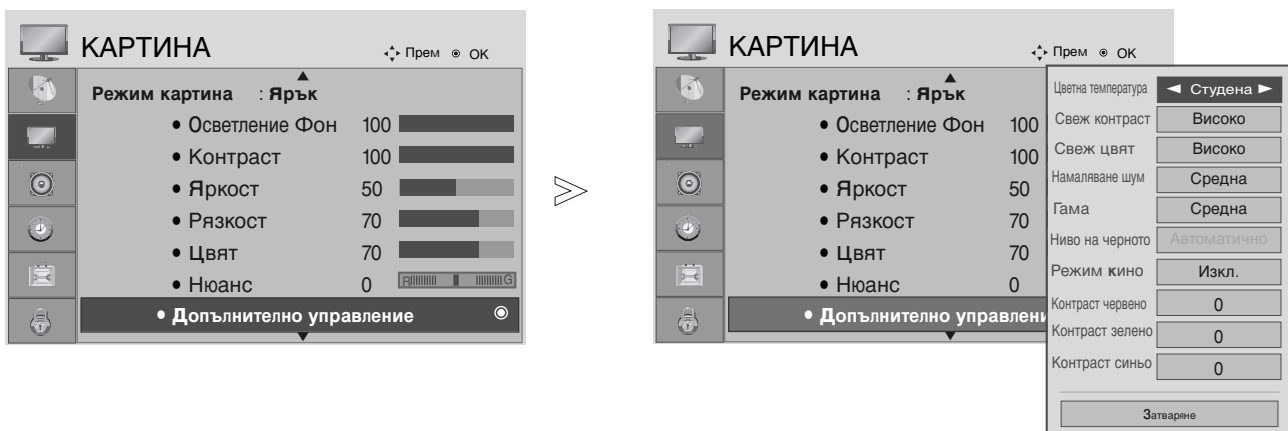 КАРТИНА
Прем OK
Режим картина : Ярък
• Осветление Фон 100
• Контраст 100
• Яркост 50
• Рязкост 70
• Цвят 70
• Нюанс 0 R G
• Допълнително управление
КАРТИНА
Прем OK
Режим картина : Ярък
• Осветление Фон 100
• Контраст 100
• Яркост 50
• Рязкост 70
• Цвят 70
• Нюанс 0
• Допълнително управлени
Цветна температура ◄ Студена ►
Свеж контраст Високо
Свеж цвят Високо
Намаляване шум Средна
Гама Средна
Ниво на черното Автоматично
Режим кино Изкл.
Контраст червено 0
Контраст зелено 0
Контраст синьо 0
Затваряне